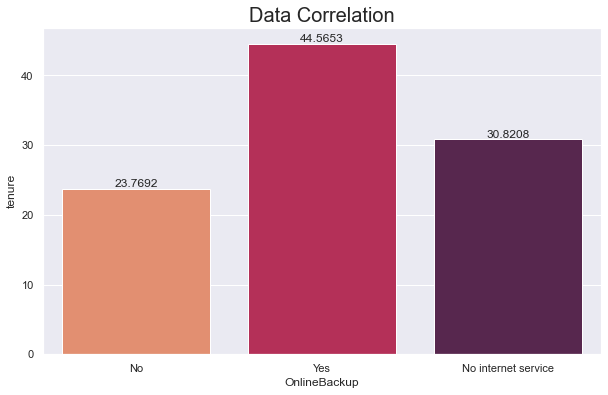 Data Correlation
44.5653
40
30.8208
30
23.7692
tenure
20
10
0
No
Yes
No internet service
OnlineBackup